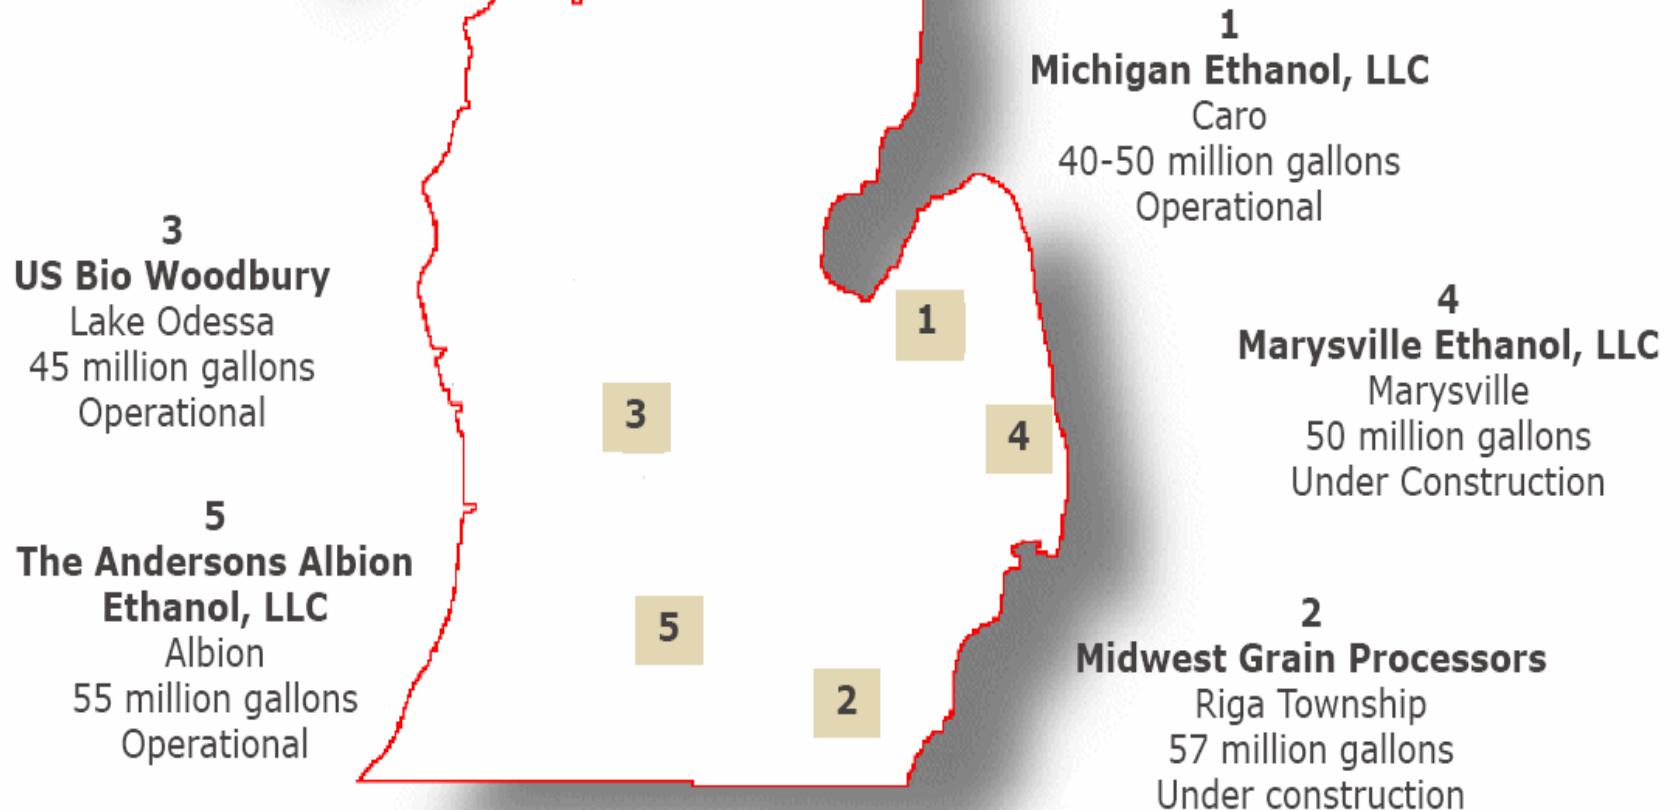 1
Michigan Ethanol, LLC
Caro
40-50 million gallons
Operational
3
US Bio Woodbury
Lake Odessa
45 million gallons
Operational
4
Marysville Ethanol, LLC
Marysville
50 million gallons
Under Construction
5
The Andersons Albion
Ethanol, LLC
Albion
55 million gallons
Operational
2
Midwest Grain Processors
Riga Township
57 million gallons
Under construction
1
3
4
5
2